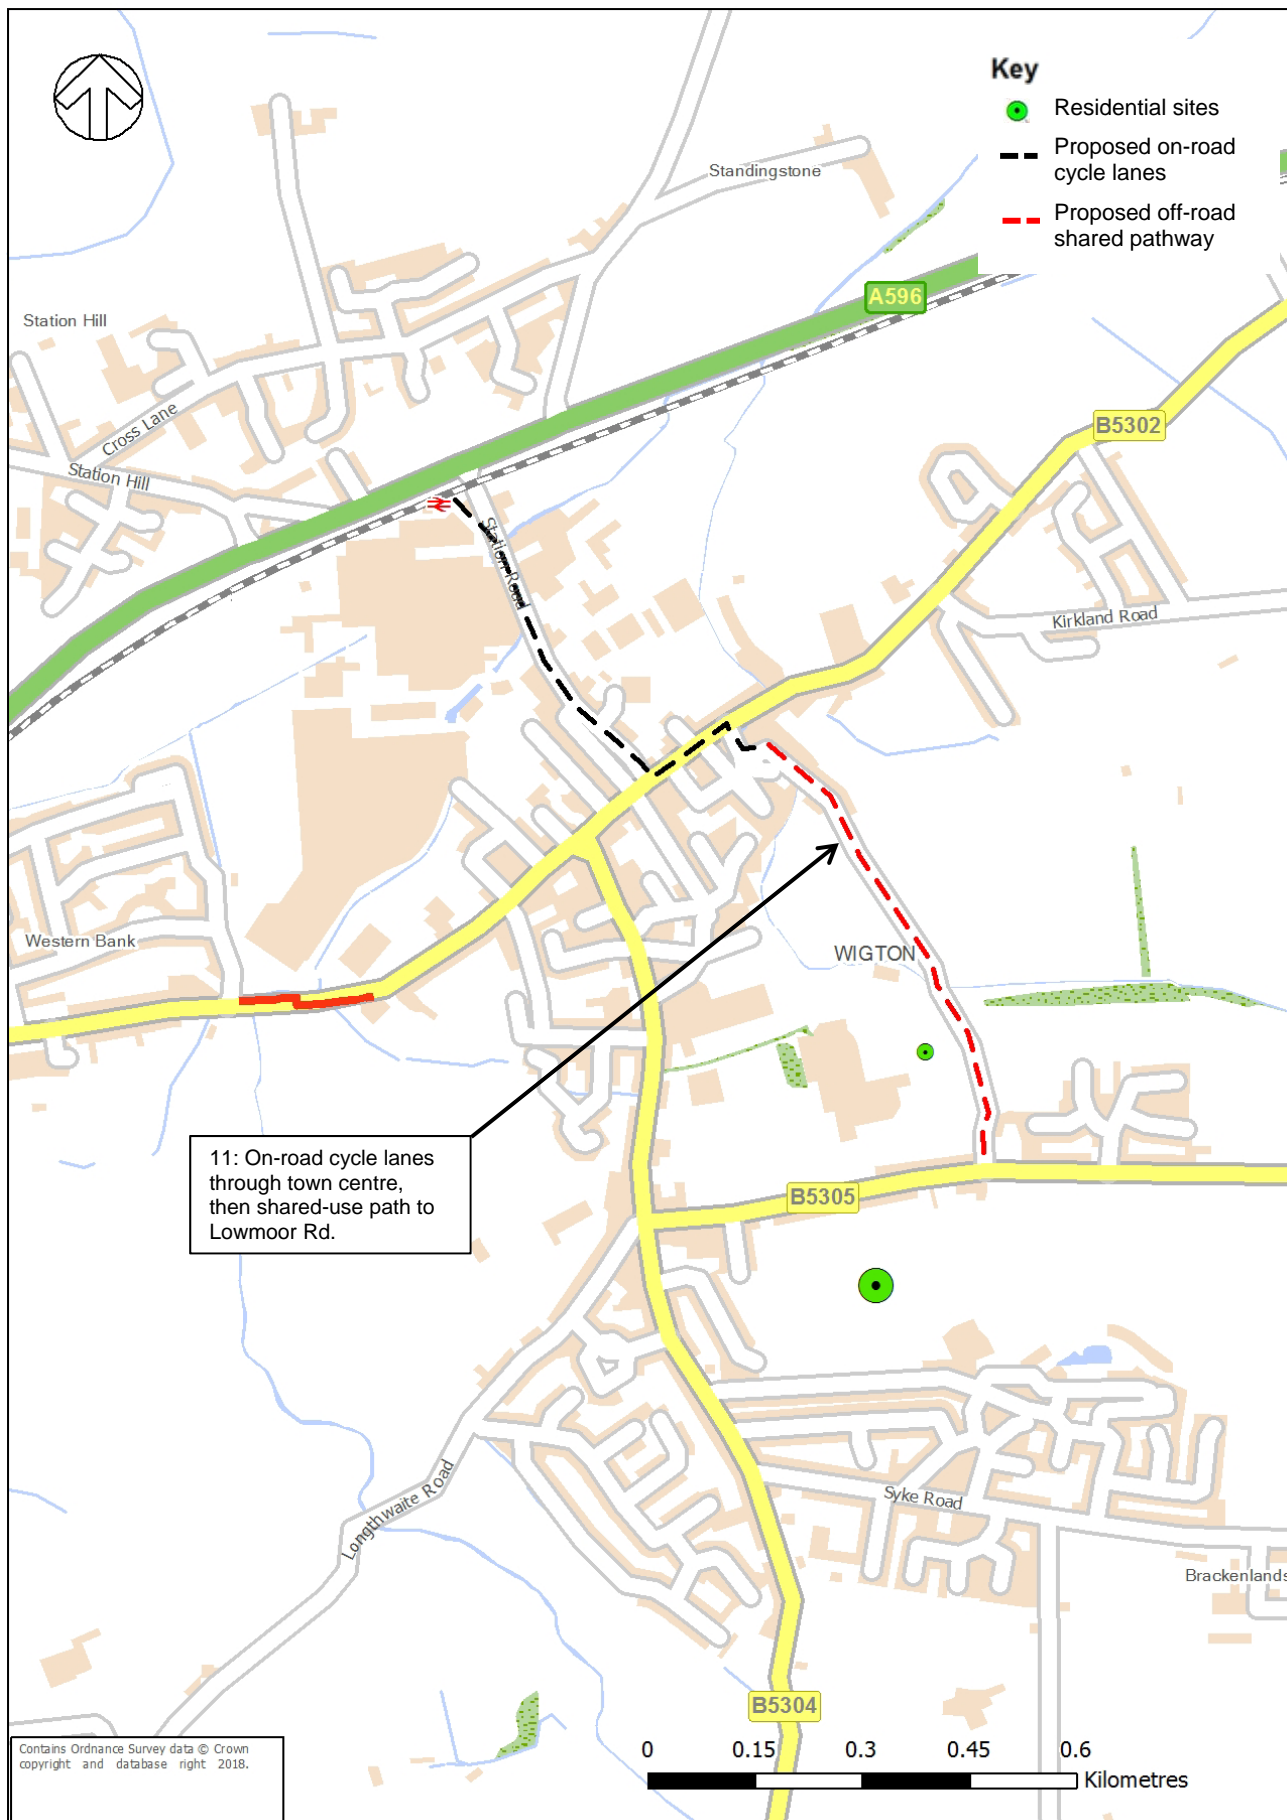 Key
Residential sites
Proposed on-road
cycle lanes
Proposed off-road
shared pathway
Standingstone
A596
Station Hill
Cross Lane
Station Hill
B5302
Station Road
Kirkland Road
Western Bank
WIGTON
11: On-road cycle lanes
through town centre,
then shared-use path to
Lowmoor Rd.
B5305
Longthwaite Road
Syke Road
Brackenlands
B5304
0 0.15 0.3 0.45 0.6
Kilometres
Contains Ordnance Survey data © Crown
copyright and database right 2018.